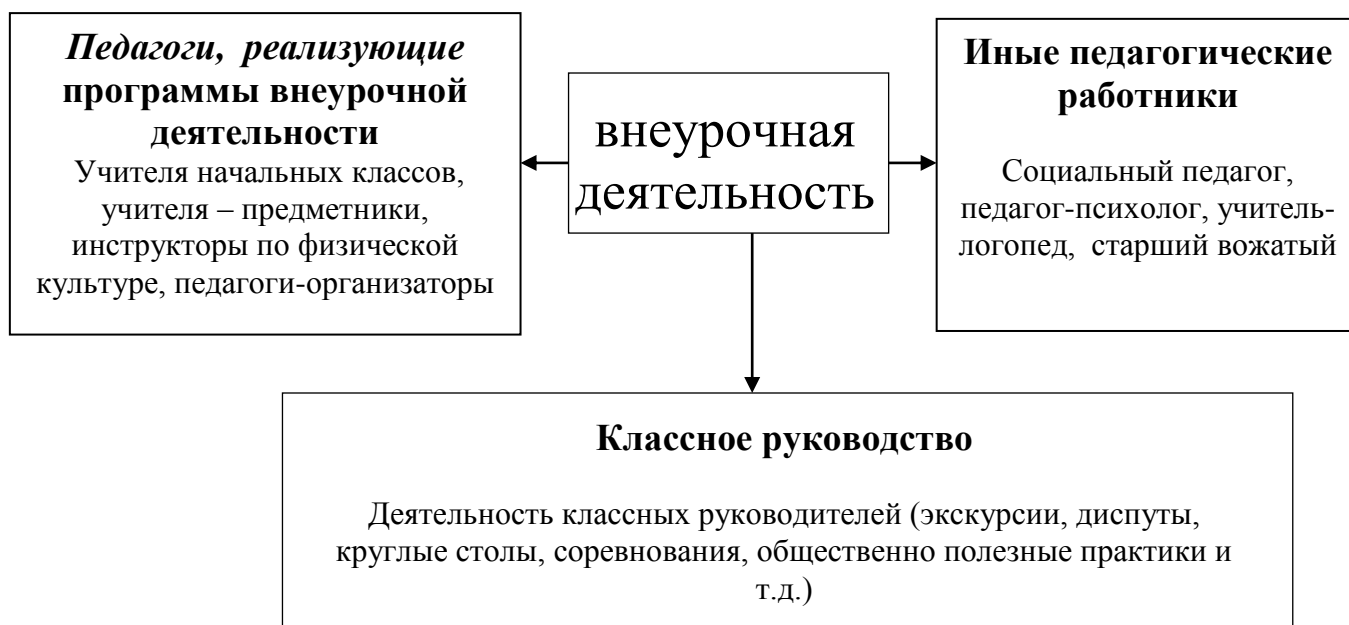 Педагоги, реализующие
программы внеурочной
деятельности
Учителя начальных классов,
учителя – предметники,
инструкторы по физической
культуре, педагоги-организаторы
внеурочная
деятельность
Иные педагогические
работники
Социальный педагог,
педагог-психолог, учитель-
логопед, старший вожатый
Классное руководство
Деятельность классных руководителей (экскурсии, диспуты,
круглые столы, соревнования, общественно полезные практики и
т.д.)